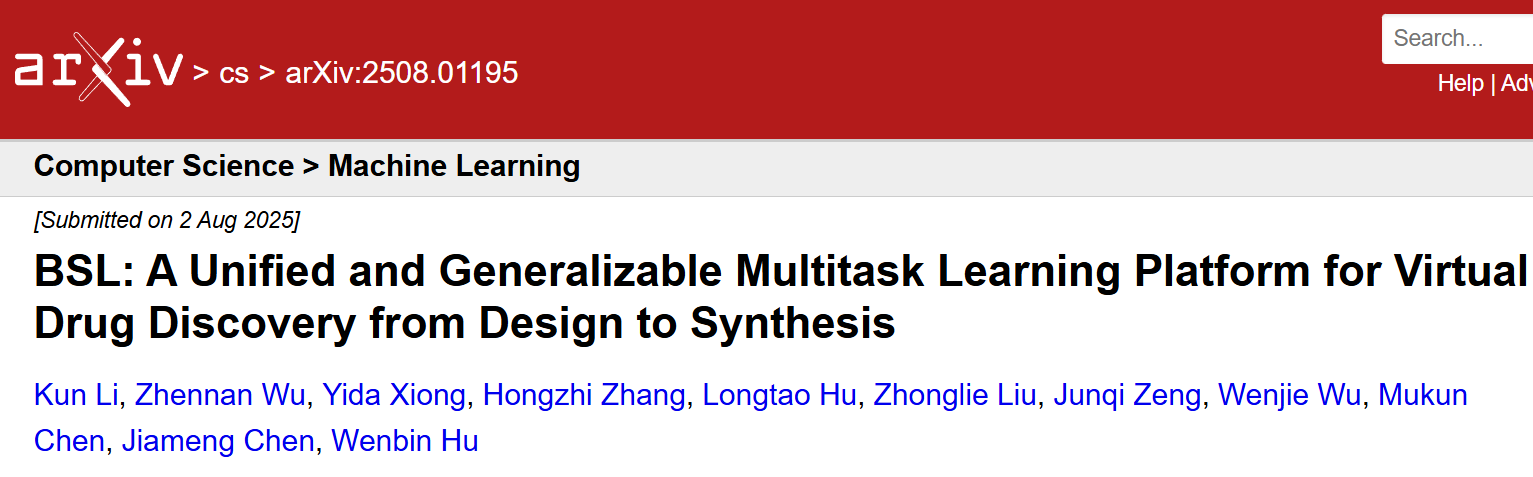 arXiv > cs > arXiv:2508.01195
Search...
Help | Adv
Computer Science > Machine Learning
[Submitted on 2 Aug 2025]
BSL: A Unified and Generalizable Multitask Learning Platform for Virtual
Drug Discovery from Design to Synthesis
Kun Li, Zhennan Wu, Yida Xiong, Hongzhi Zhang, Longtao Hu, Zhonglie Liu, Junqi Zeng, Wenjie Wu, Mukun
Chen, Jiameng Chen, Wenbin Hu